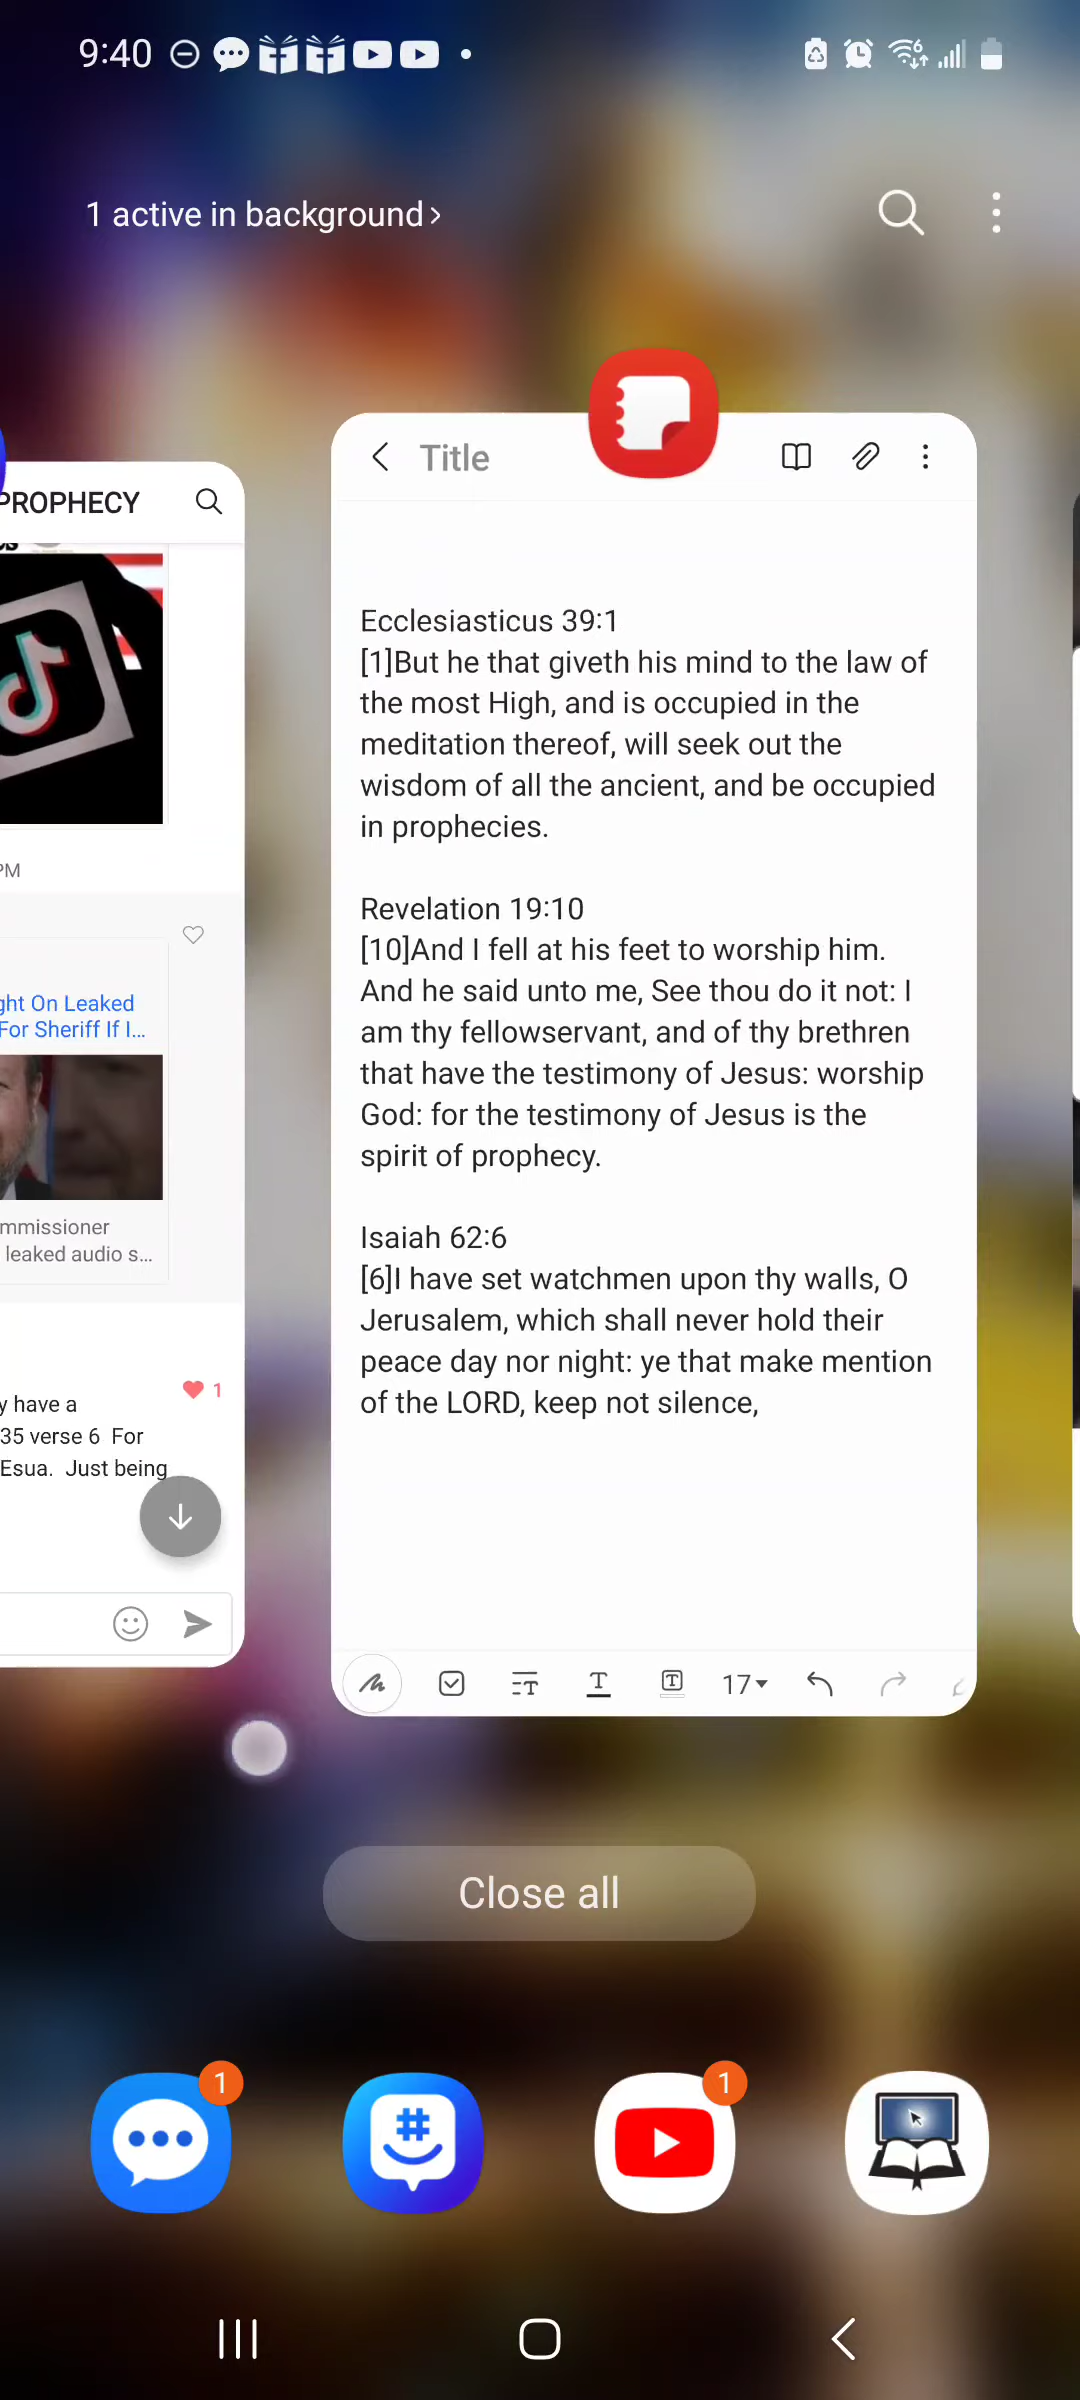 9:40
1 active in background >
PROPHECY
PM
ght On Leaked
For Sheriff If I...
mmissioner
leaked audio s...
1
y have a
35 verse 6  For
Esua.  Just being
Title
Ecclesiasticus 39:1
[1]But he that giveth his mind to the law of
the most High, and is occupied in the
meditation thereof, will seek out the
wisdom of all the ancient, and be occupied
in prophecies.
Revelation 19:10
[10]And I fell at his feet to worship him.
And he said unto me, See thou do it not: I
am thy fellowservant, and of thy brethren
that have the testimony of Jesus: worship
God: for the testimony of Jesus is the
spirit of prophecy.
Isaiah 62:6
[6]I have set watchmen upon thy walls, O
Jerusalem, which shall never hold their
peace day nor night: ye that make mention
of the LORD, keep not silence,
17
Close all
1
1